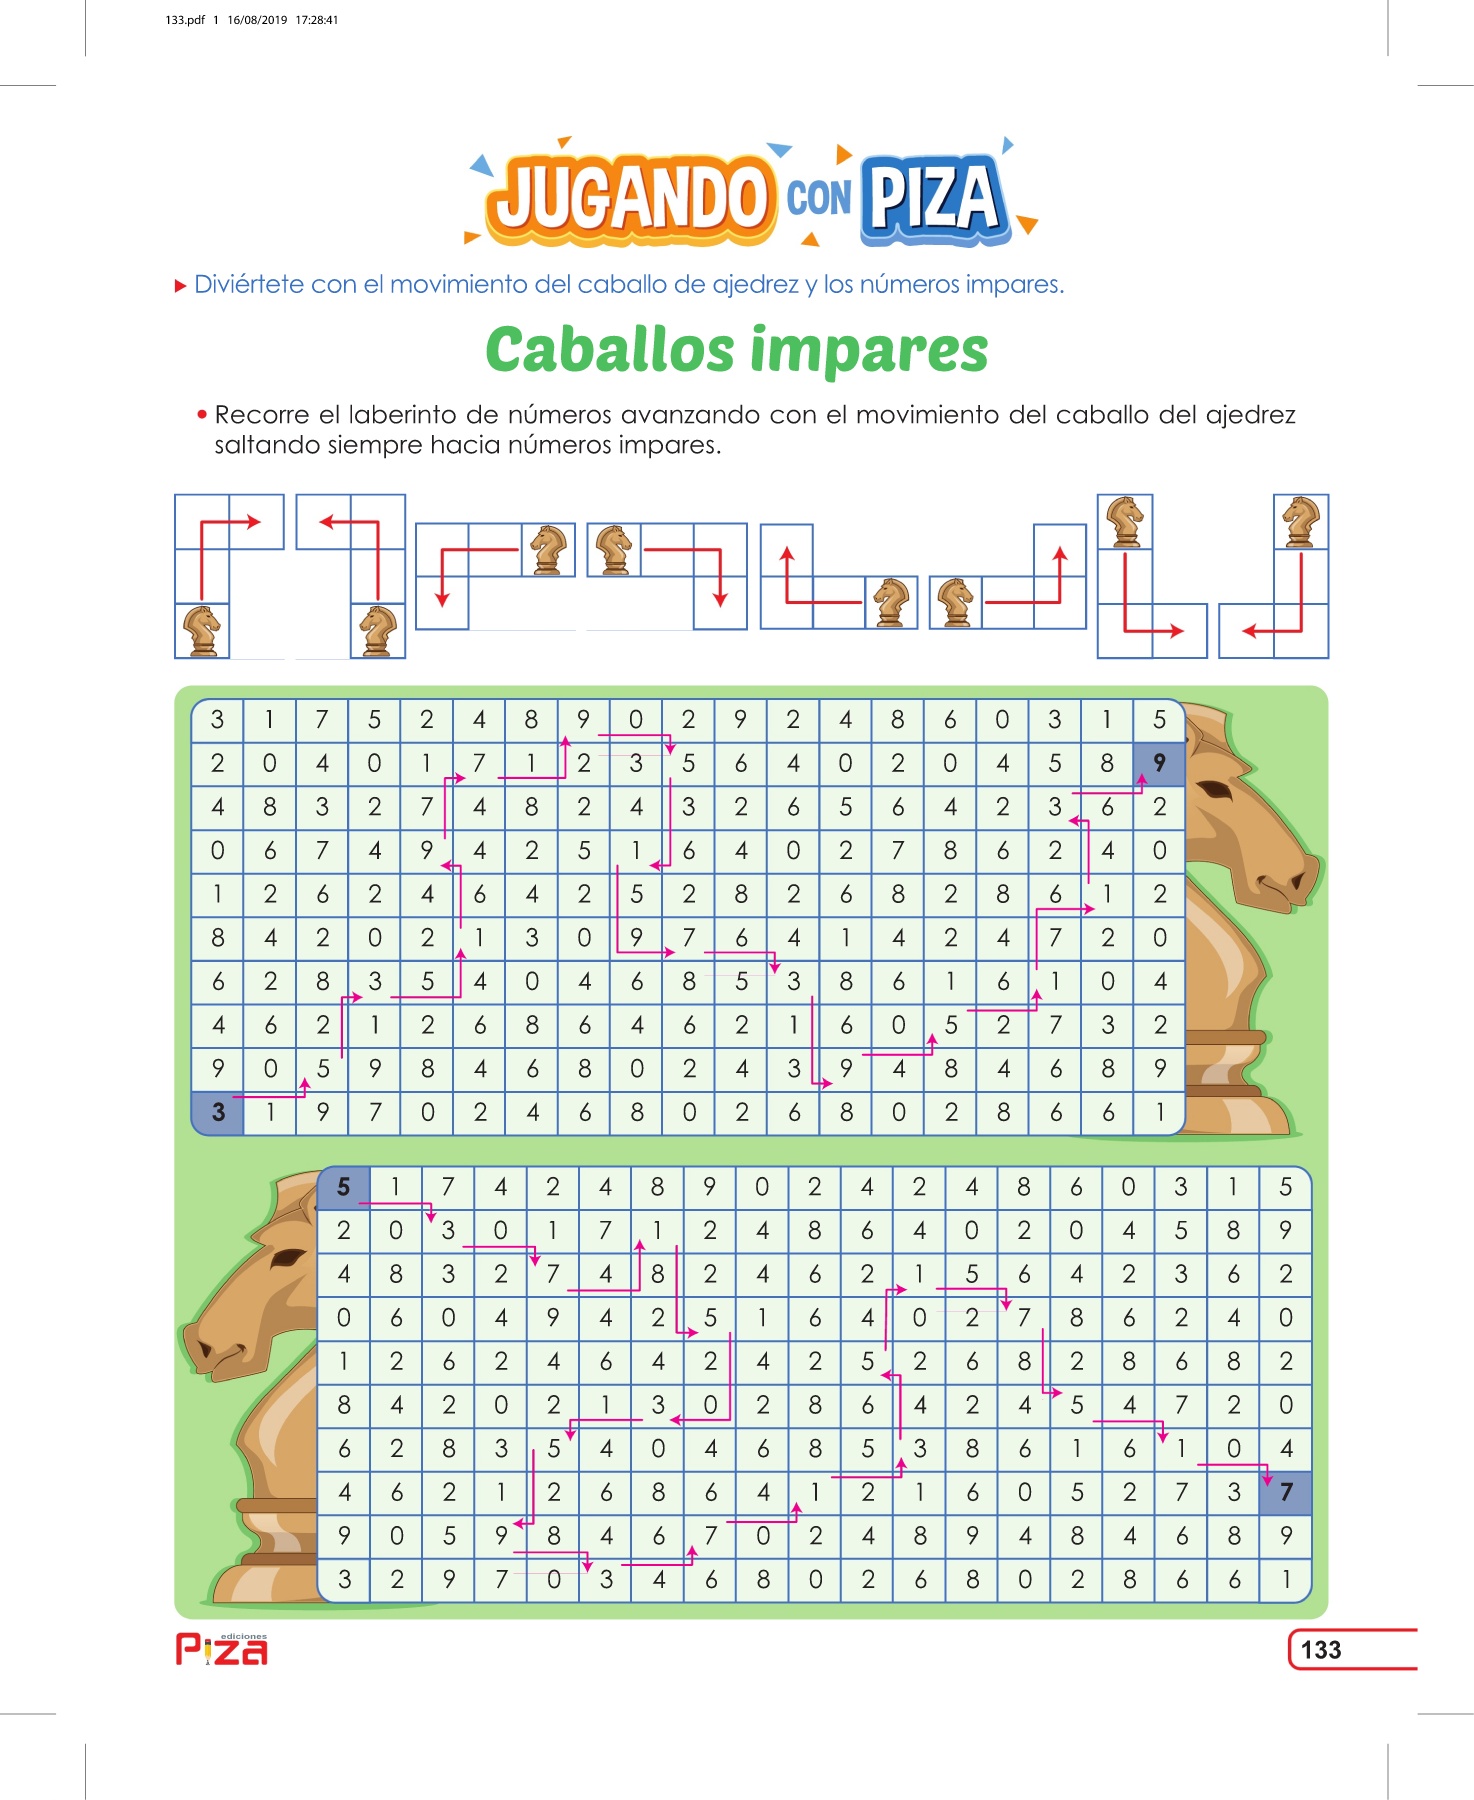 133.pdf 1 16/08/2019 17:28:41
JUGANDO CON PIZA
Diviértete con el movimiento del caballo de ajedrez y los números impares.
Caballos impares
• Recorre el laberinto de números avanzando con el movimiento del caballo del ajedrez
saltando siempre hacia números impares.
3 1 7 5 2 4 8 9 0 2 9 2 4 8 6 0 3 1 5
2 0 4 0 1 7 1 2 3 5 6 4 0 2 0 4 5 8 9
4 8 3 2 7 4 8 2 4 3 2 6 5 6 4 2 3 6 2
0 6 7 4 9 4 2 5 1 6 4 0 2 7 8 6 2 4 0
1 2 6 2 4 6 4 2 5 2 8 2 6 8 2 8 6 1 2
8 4 2 0 2 1 3 0 9 7 6 4 1 4 2 4 7 2 0
6 2 8 3 5 4 0 4 6 8 5 3 8 6 1 6 1 0 4
4 6 2 1 2 6 8 6 4 6 2 1 6 0 5 2 7 3 2
9 0 5 9 8 4 6 8 0 2 4 3 9 4 8 4 6 8 9
3 1 9 7 0 2 4 6 8 0 2 6 8 0 2 8 6 6 1
5 1 7 4 2 4 8 9 0 2 4 2 4 8 6 0 3 1 5
2 0 3 0 1 7 1 2 4 8 6 4 0 2 0 4 5 8 9
4 8 3 2 7 4 8 2 4 6 2 1 5 6 4 2 3 6 2
0 6 0 4 9 4 2 5 1 6 4 0 2 7 8 6 2 4 0
1 2 6 2 4 6 4 2 4 2 5 2 6 8 2 8 6 8 2
8 4 2 0 2 1 3 0 2 8 6 4 2 4 5 4 7 2 0
6 2 8 3 5 4 0 4 6 8 5 3 8 6 1 6 1 0 4
4 6 2 1 2 6 8 6 4 1 2 1 6 0 5 2 7 3 7
9 0 5 9 8 4 6 7 0 2 4 8 9 4 8 4 6 8 9
3 2 9 7 0 3 4 6 8 0 2 6 8 0 2 8 6 6 1
ediciones
Piza
133